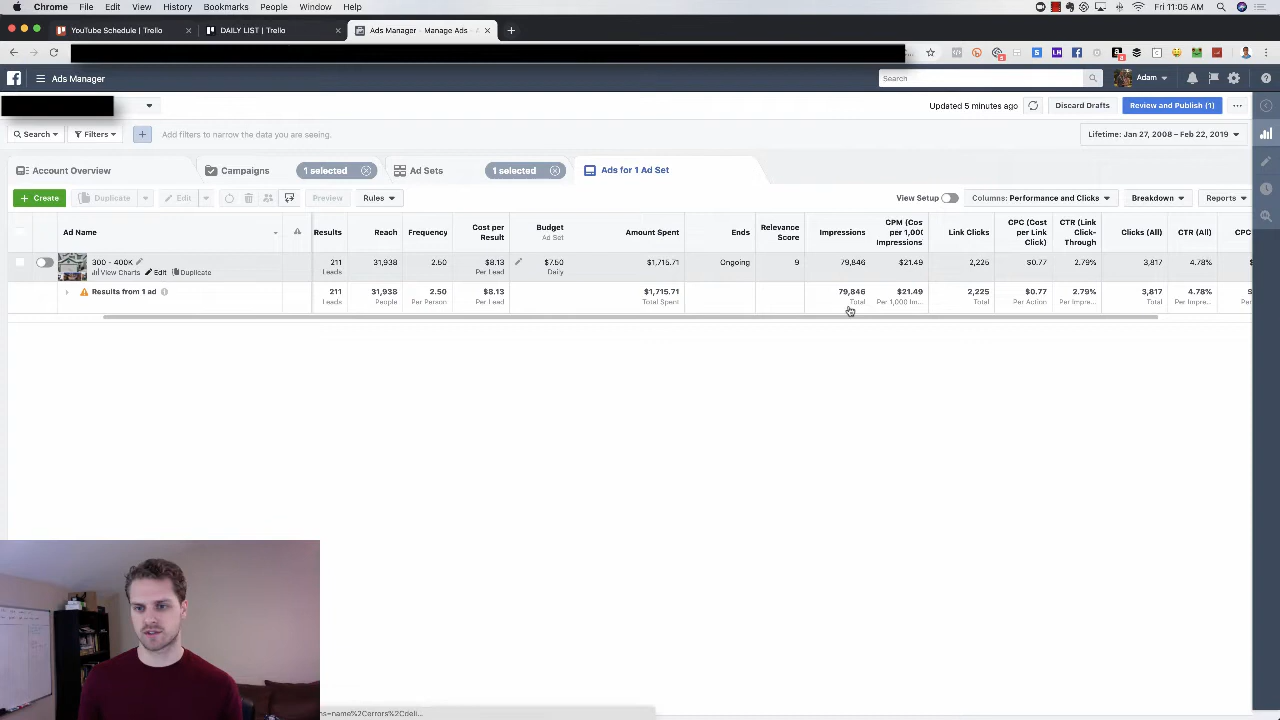 Chrome File Edit View History Bookmarks People Window Help Fri 11:05 AM
YouTube Schedule | Trello DAILY LIST | Trello Ads Manager - Manage Ads -
Ads Manager Search Adam
Updated 5 minutes ago Discard Drafts Review and Publish (1)
Search Filters Add filters to narrow the data you are seeing. Lifetime: Jan 27, 2008 – Feb 22, 2019
Account Overview Campaigns 1 selected Ad Sets 1 selected Ads for 1 Ad Set
+ Create Duplicate Edit Preview Rules View Setup Columns: Performance and Clicks Breakdown Reports
Ad Name Results Reach Frequency Cost per Result Budget Ad Set Amount Spent Ends Relevance Score Impressions CPM (Cos per 1,000 Impressions Link Clicks CPC (Cost per Link Click) CTR (Link Click-Through Clicks (All) CTR (All) CPC
300 - 400K 211 31,938 2.50 $8.13 $7.50 $1,715.71 Ongoing 9 79,846 $21.49 2,225 $0.77 2.79% 3,817 4.78%
View Charts Edit Duplicate Leads Per Lead Daily
Results from 1 ad 211 31,938 2.50 $8.13 $1,715.71 79,846 $21.49 2,225 $0.77 2.79% 3,817 4.78% $
Leads People Per Person Per Lead Total Spent Total Per 1,000 Im... Total Per Action Per Impre... Total Per Impre...
ns=name%2Cerrors%2Cdeli...